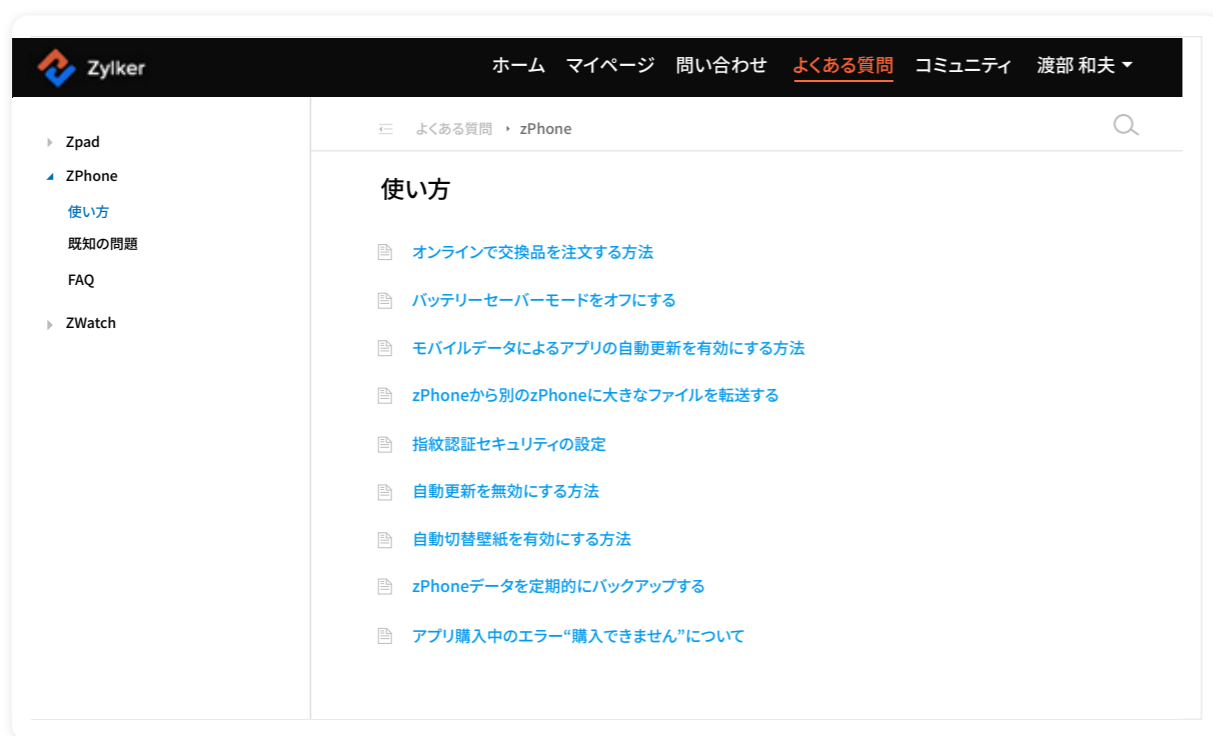 Zylker
ホーム マイページ 問い合わせ よくある質問 コミュニティ 渡部 和夫
Zpad
ZPhone
使い方
既知の問題
FAQ
ZWatch
よくある質問 zPhone
使い方
オンラインで交換品を注文する方法
バッテリーセーバーモードをオフにする
モバイルデータによるアプリの自動更新を有効にする方法
zPhoneから別のzPhoneに大きなファイルを転送する
指紋認証セキュリティの設定
自動更新を無効にする方法
自動切替壁紙を有効にする方法
zPhoneデータを定期的にバックアップする
アプリ購入中のエラー“購入できません”について